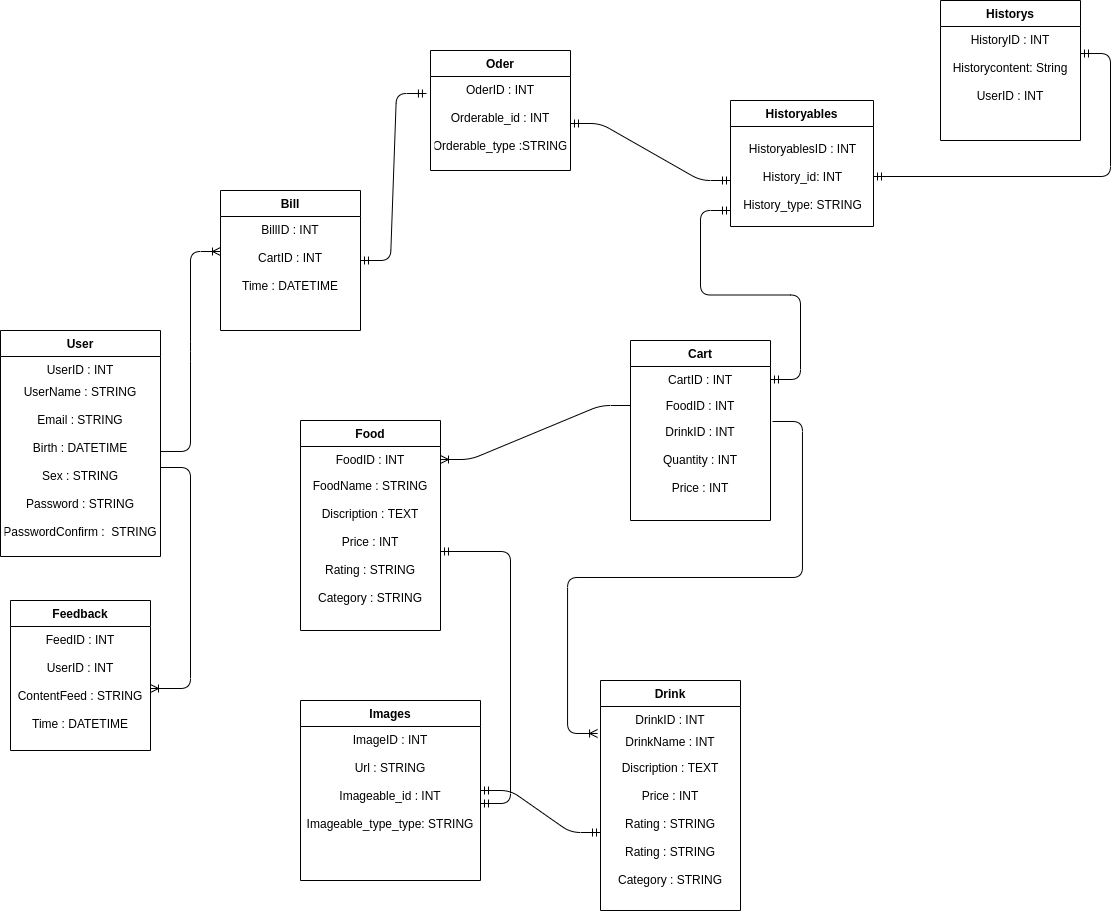 Historys
HistoryID : INT
Historycontent: String
UserID : INT
Oder
OderID : INT
Orderable_id : INT
Orderable_type :STRING
Historyables
HistoryablesID : INT
History_id: INT
History_type: STRING
Bill
BillID : INT
CartID : INT
Time : DATETIME
User
UserID : INT
UserName : STRING
Email : STRING
Birth : DATETIME
Sex : STRING
Password : STRING
PasswordConfirm :  STRING
Cart
CartID : INT
FoodID : INT
DrinkID : INT
Quantity : INT
Price : INT
Food
FoodID : INT
FoodName : STRING
Discription : TEXT
Price : INT
Rating : STRING
Category : STRING
Feedback
FeedID : INT
UserID : INT
ContentFeed : STRING
Time : DATETIME
Images
ImageID : INT
Url : STRING
Imageable_id : INT
Imageable_type_type: STRING
Drink
DrinkID : INT
DrinkName : INT
Discription : TEXT
Price : INT
Rating : STRING
Rating : STRING
Category : STRING